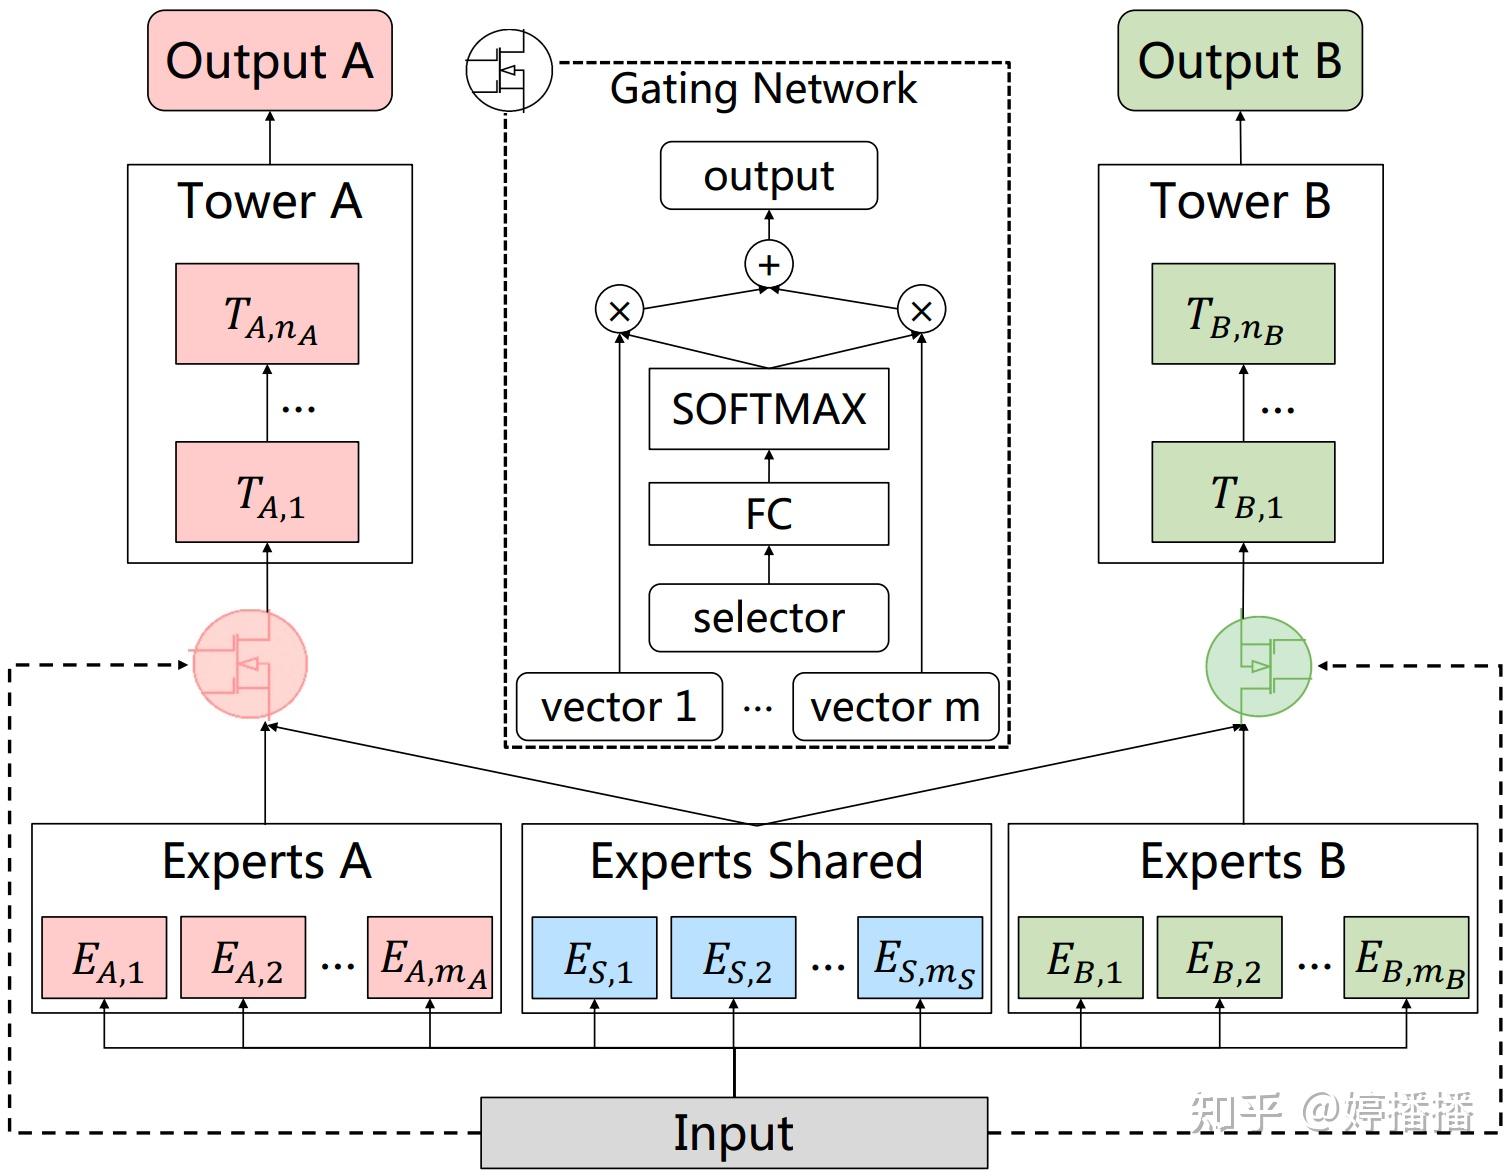 Output A
Output B
Gating Network
output
+
×
×
SOFTMAX
FC
selector
vector 1
...
vector m
Tower A
T_{A,n_A}
...
T_{A,1}
Tower B
T_{B,n_B}
...
T_{B,1}
Experts A
E_{A,1}
E_{A,2}
...
E_{A,m_A}
Experts Shared
E_{S,1}
E_{S,2}
...
E_{S,m_S}
Experts B
E_{B,1}
E_{B,2}
...
E_{B,m_B}
Input
知乎 @婷播播